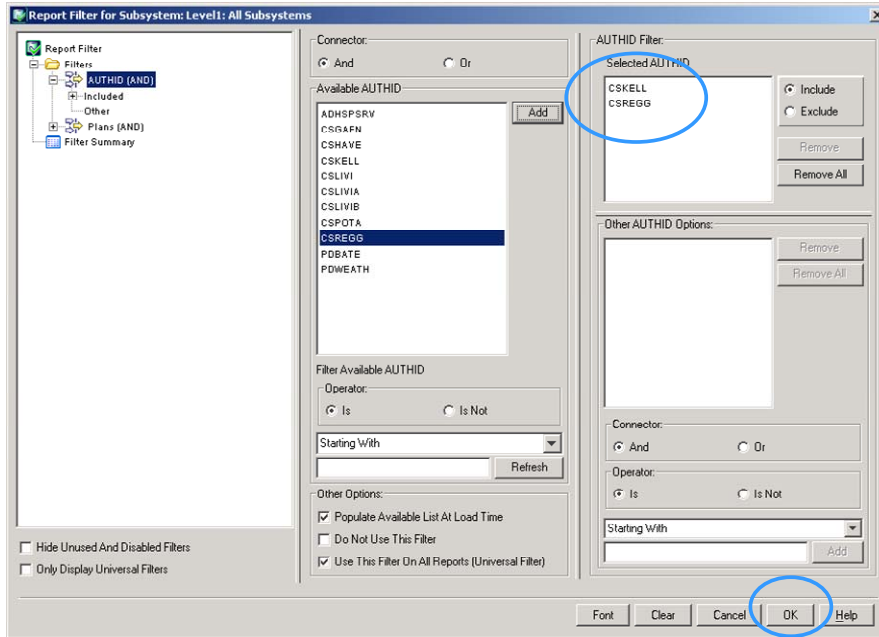 Report Filter for Subsystem: Level1: All Subsystems
Report Filter
Filters
AUTHID (AND)
Included
Other
Plans (AND)
Filter Summary
Hide Unused And Disabled Filters
Only Display Universal Filters
Connector:
And
Or
Available AUTHID
ADHSPSRV
CSGAEN
CSHAVE
CSKELL
CSLIVI
CSLIVIA
CSLIVIB
CSPOTA
CSREGG
PDBATE
PDWEATH
Add
Filter Available AUTHID
Operator:
Is
Is Not
Starting With
Refresh
Other Options:
Populate Available List At Load Time
Do Not Use This Filter
Use This Filter On All Reports (Universal Filter)
AUTHID Filter:
Selected AUTHID
CSKELL
CSREGG
Include
Exclude
Remove
Remove All
Other AUTHID Options:
Remove
Remove All
Connector:
And
Or
Operator:
Is
Is Not
Starting With
Add
Font
Clear
Cancel
OK
Help